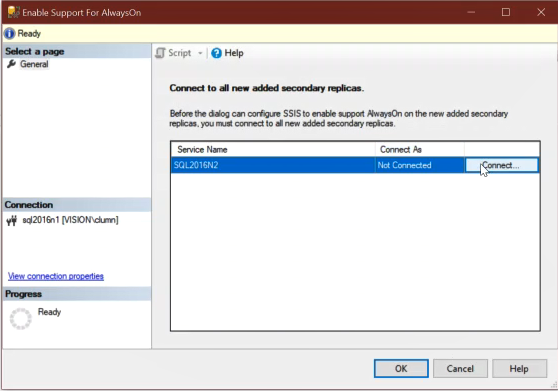 Enable Support For AlwaysOn
Ready
Select a page
General
Script
Help
Connect to all new added secondary replicas.
Before the dialog can configure SSIS to enable support AlwaysOn on the new added secondary
replicas, you must connect to all new added secondary replicas.
Service Name Connect As
SQL2016N2 Not Connected Connect...
Connection
sql2016n1 [VISION\clumn]
View connection properties
Progress
Ready
OK Cancel Help